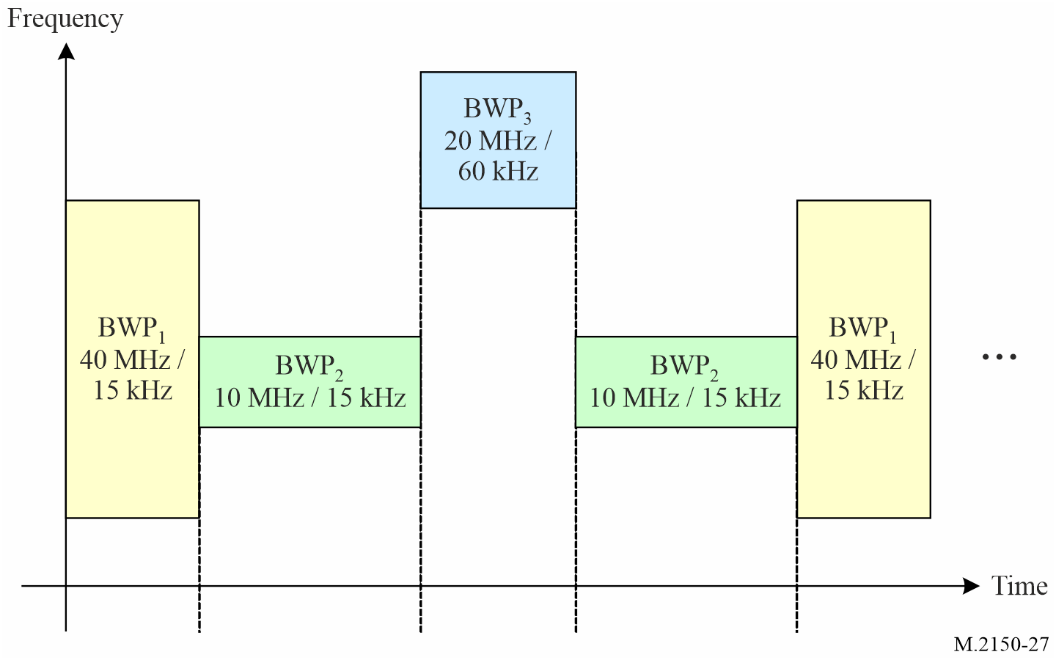 Frequency
BWP3
20 MHz /
60 kHz
BWP1
40 MHz /
15 kHz
BWP2
10 MHz / 15 kHz
BWP2
10 MHz / 15 kHz
BWP1
40 MHz /
15 kHz
...
Time
M.2150-27